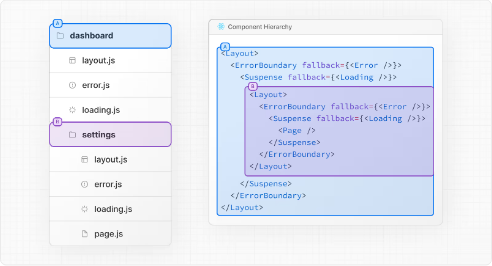 A
dashboard
layout.js
error.js
loading.js
B
settings
layout.js
error.js
loading.js
page.js
Component Hierarchy
A
<Layout>
<ErrorBoundary fallback={<Error />}>
<Suspense fallback={<Loading />}>
B
<Layout>
<ErrorBoundary fallback={<Error />}>
<Suspense fallback={<Loading />}>
<Page />
</Suspense>
</ErrorBoundary>
</Layout>
</Suspense>
</ErrorBoundary>
</Layout>